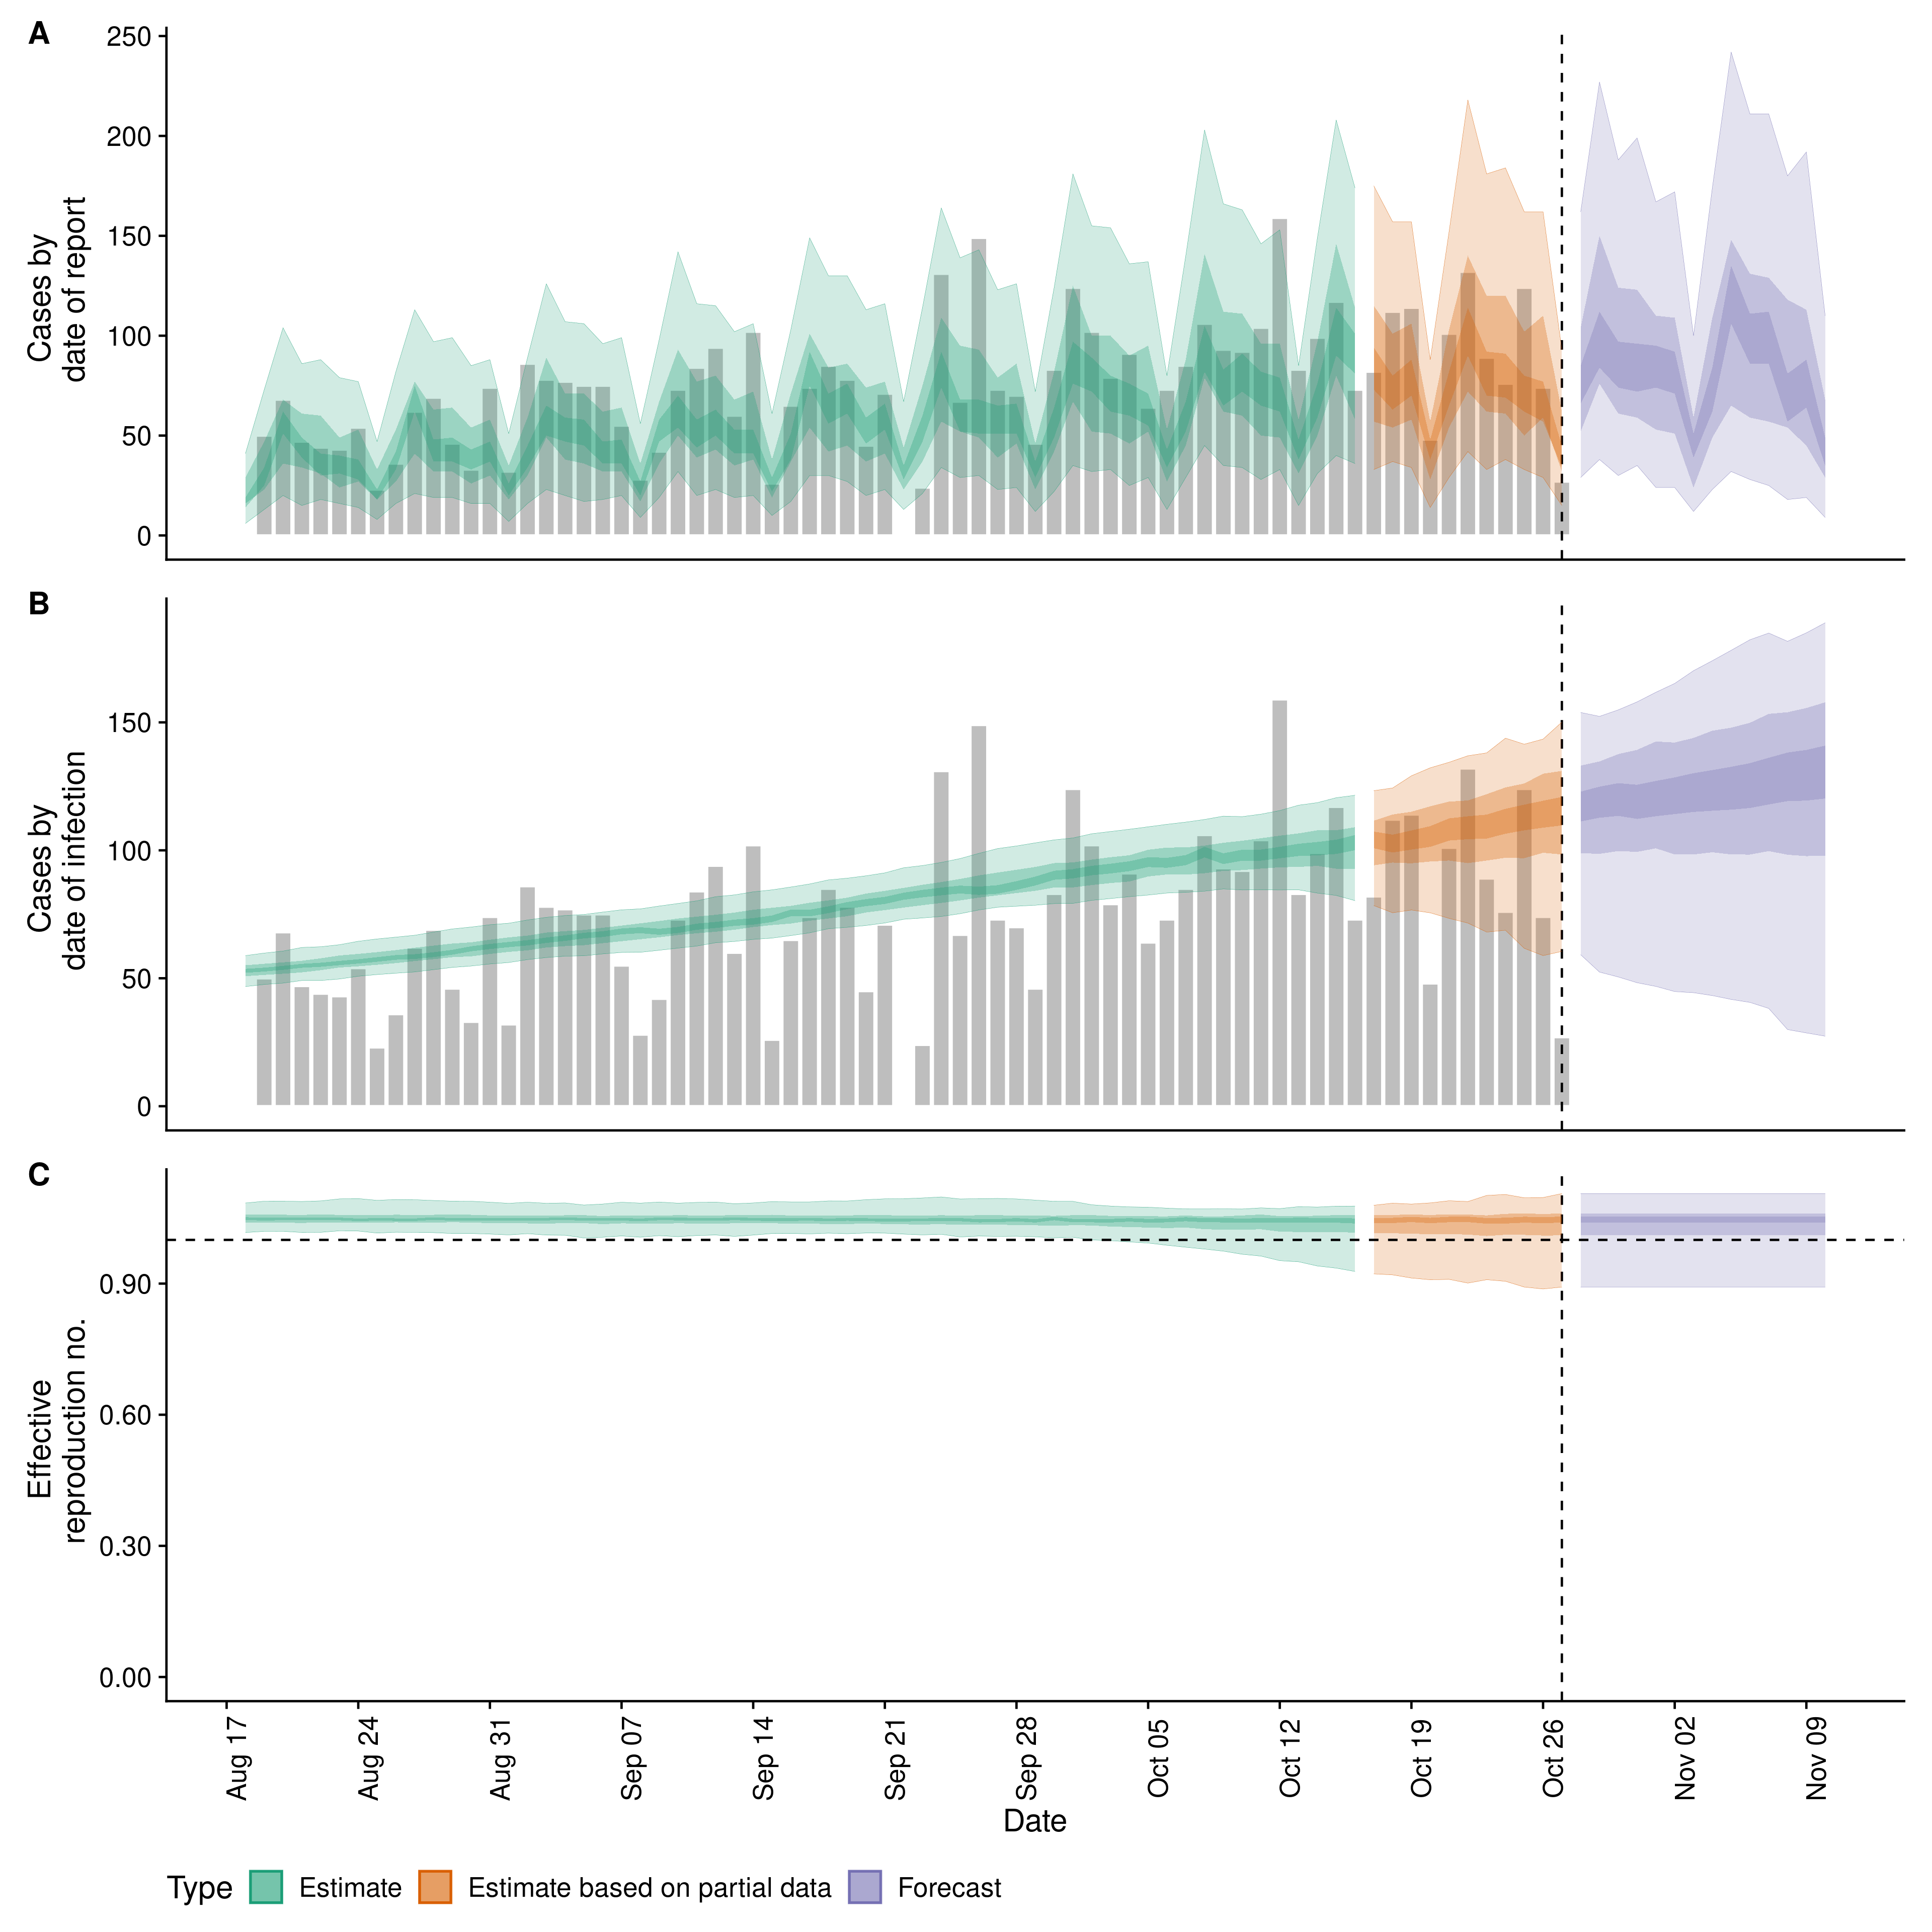 A
250
200
150
100
50
0
Cases by
date of report
B
150
100
50
0
Cases by
date of infection
C
0.90
0.60
0.30
0.00
Effective
reproduction no.
Aug 17
Aug 24
Aug 31
Sep 07
Sep 14
Sep 21
Sep 28
Oct 05
Oct 12
Oct 19
Oct 26
Nov 02
Nov 09
Date
Type Estimate Estimate based on partial data Forecast